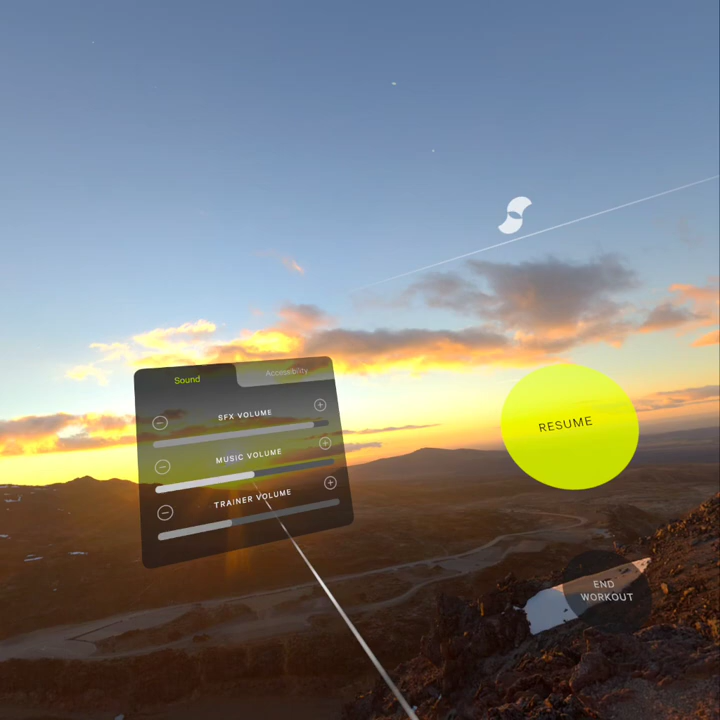 Sound
Accessibility
SFX VOLUME
MUSIC VOLUME
TRAINER VOLUME
RESUME
END
WORKOUT